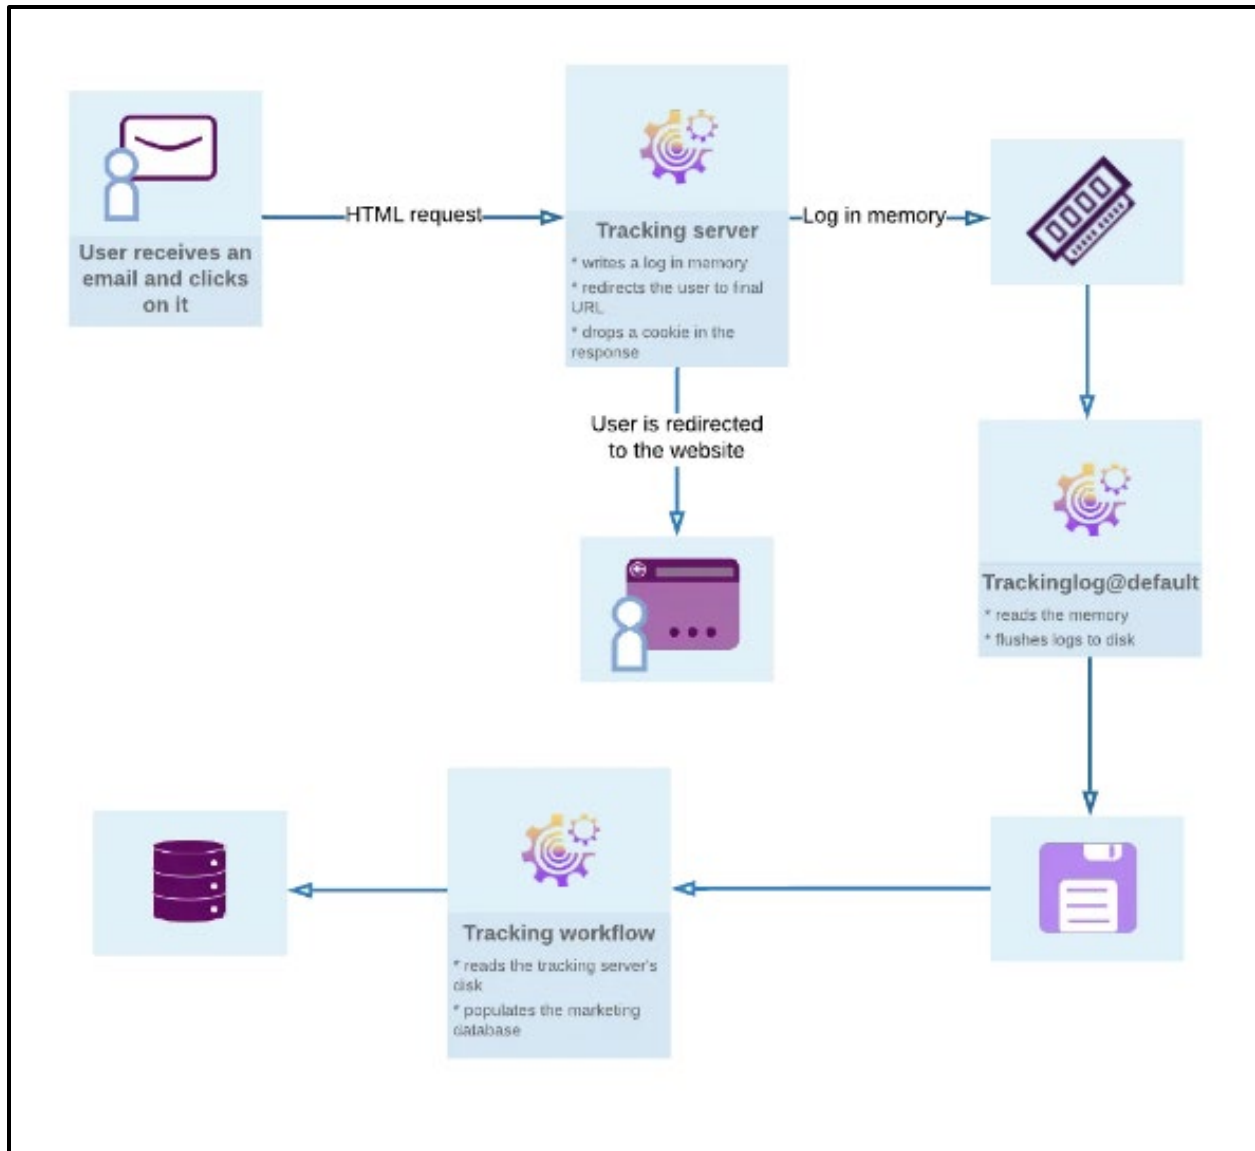 User receives an
email and clicks
on it
HTML request
Tracking server
* writes a log in memory
* redirects the user to final
URL
* drops a cookie in the
response
Log in memory
User is redirected
to the website
Trackinglog@default
* reads the memory
* flushes logs to disk
Tracking workflow
* reads the tracking server's
disk
* populates the marketing
database